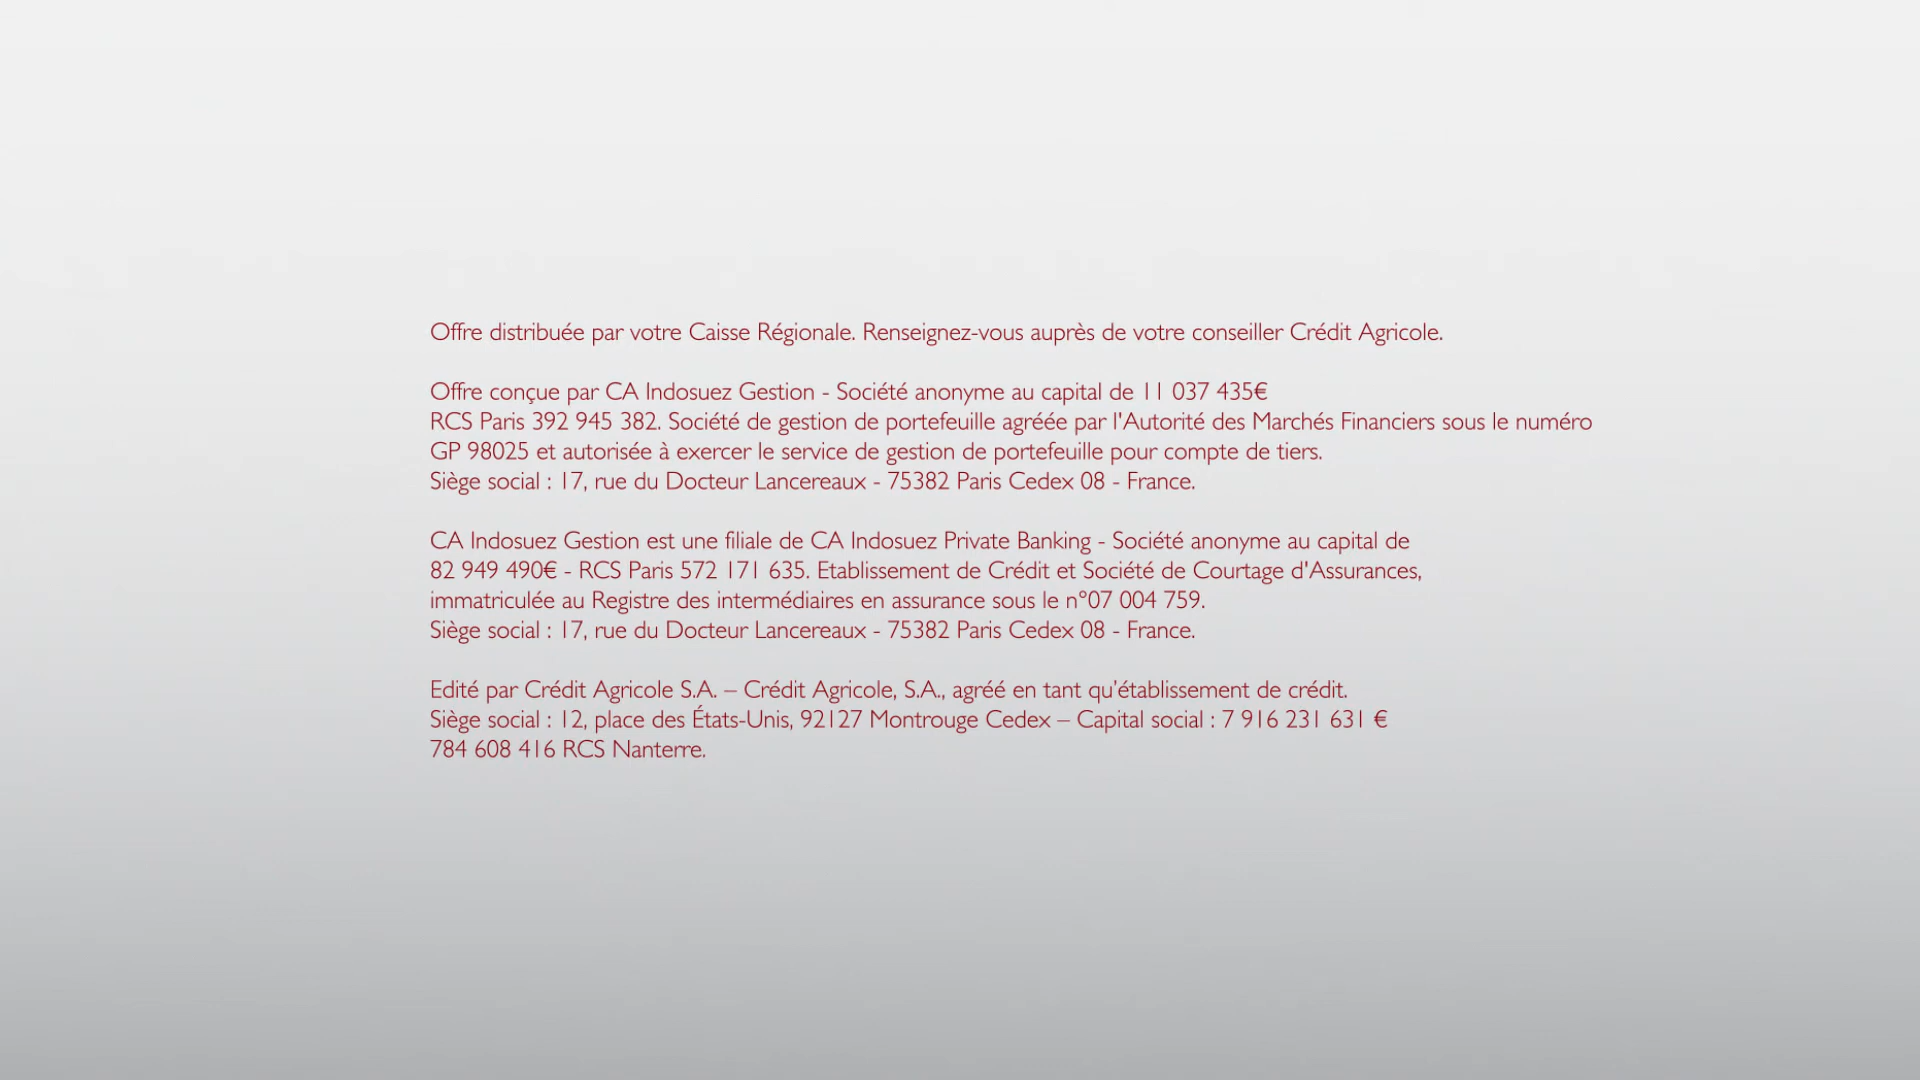 Offre distribuée par votre Caisse Régionale. Renseignez-vous auprès de votre conseiller Crédit Agricole.
Offre conçue par CA Indosuez Gestion - Société anonyme au capital de 11 037 435€
RCS Paris 392 945 382. Société de gestion de portefeuille agréée par l'Autorité des Marchés Financiers sous le numéro
GP 98025 et autorisée à exercer le service de gestion de portefeuille pour compte de tiers.
Siège social : 17, rue du Docteur Lancereaux - 75382 Paris Cedex 08 - France.
CA Indosuez Gestion est une filiale de CA Indosuez Private Banking - Société anonyme au capital de
82 949 490€ - RCS Paris 572 171 635. Etablissement de Crédit et Société de Courtage d'Assurances,
immatriculée au Registre des intermédiaires en assurance sous le n°07 004 759.
Siège social : 17, rue du Docteur Lancereaux - 75382 Paris Cedex 08 - France.
Edité par Crédit Agricole S.A. – Crédit Agricole, S.A., agréé en tant qu’établissement de crédit.
Siège social : 12, place des États-Unis, 92127 Montrouge Cedex – Capital social : 7 916 231 631 €
784 608 416 RCS Nanterre.